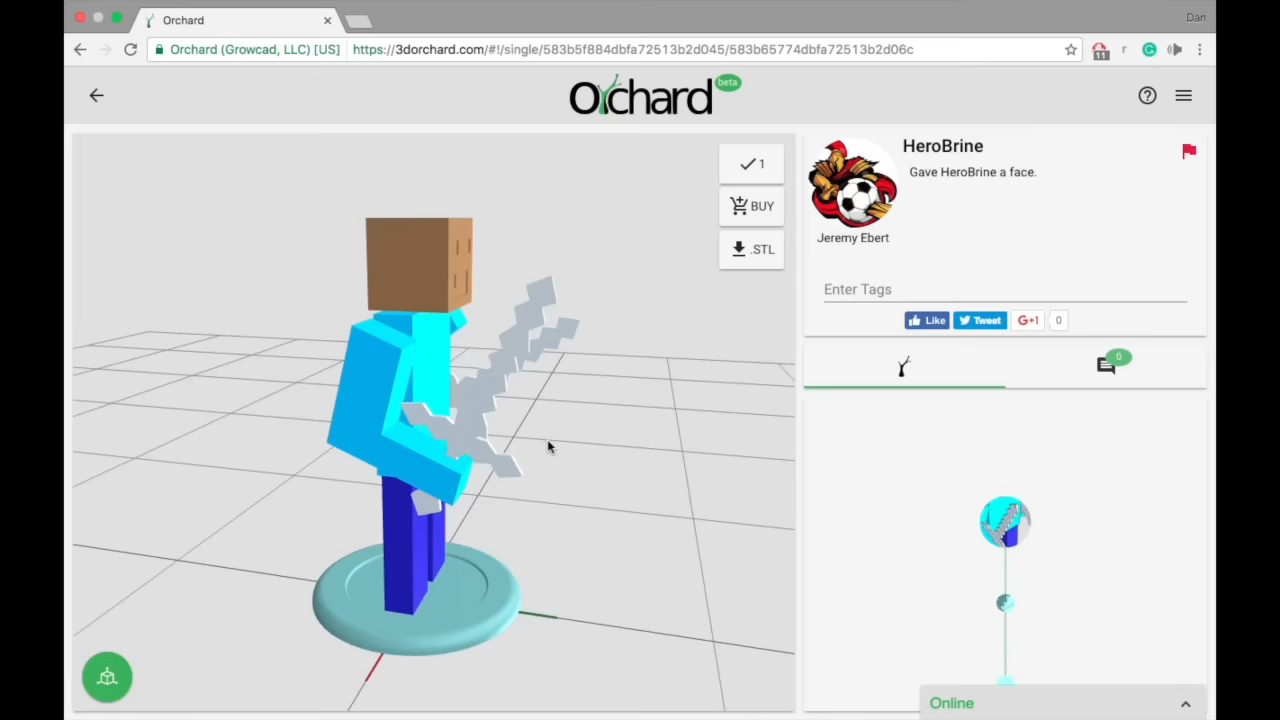 Orchard
Dan
Orchard (Growcad, LLC) [US]
https://3dorchard.com/#!/single/583b5f884dbfa72513b2d045/583b65774dbfa72513b2d06c
11
r
Orchard
beta
1
BUY
.STL
HeroBrine
Gave HeroBrine a face.
Jeremy Ebert
Enter Tags
Like
Tweet
G+1
0
0
Online